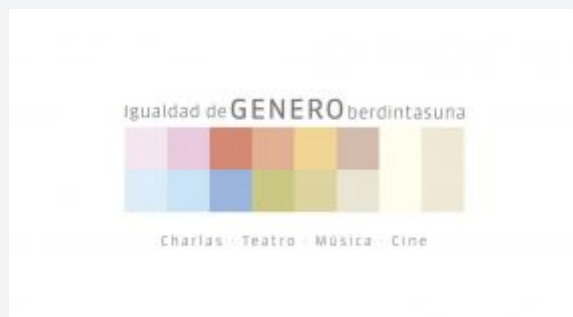 Igualdad de GENERO berdintasuna
Charlas · Teatro · Música · Cine